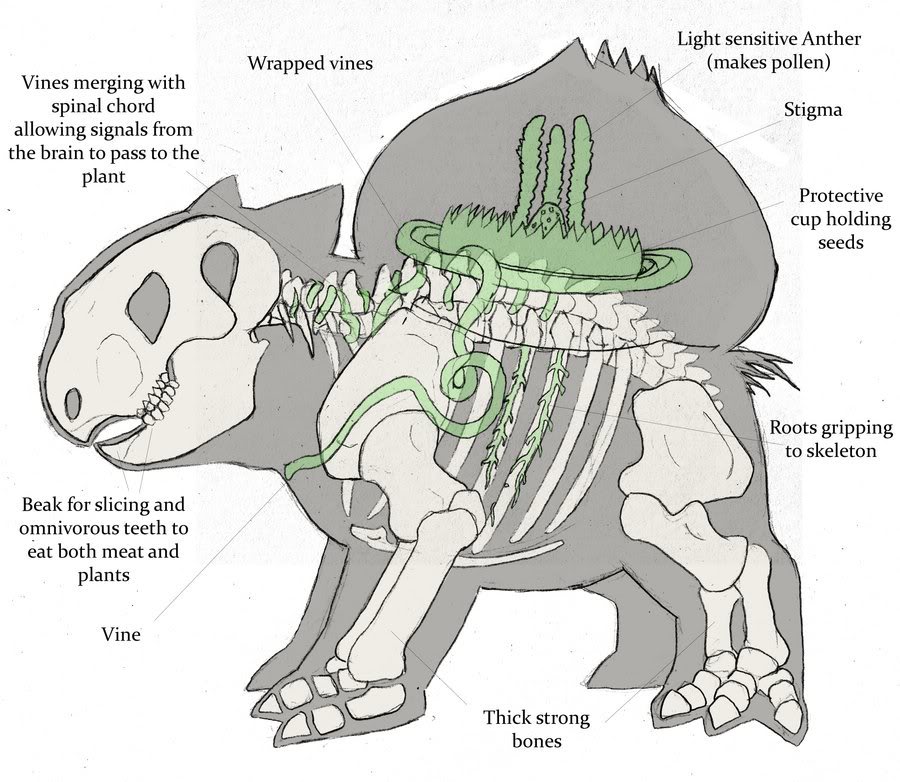 Light sensitive Anther
(makes pollen)
Wrapped vines
Vines merging with
spinal chord
allowing signals from
the brain to pass to the
plant
Stigma
Protective
cup holding
seeds
Roots gripping
to skeleton
Beak for slicing and
omnivorous teeth to
eat both meat and
plants
Vine
Thick strong
bones